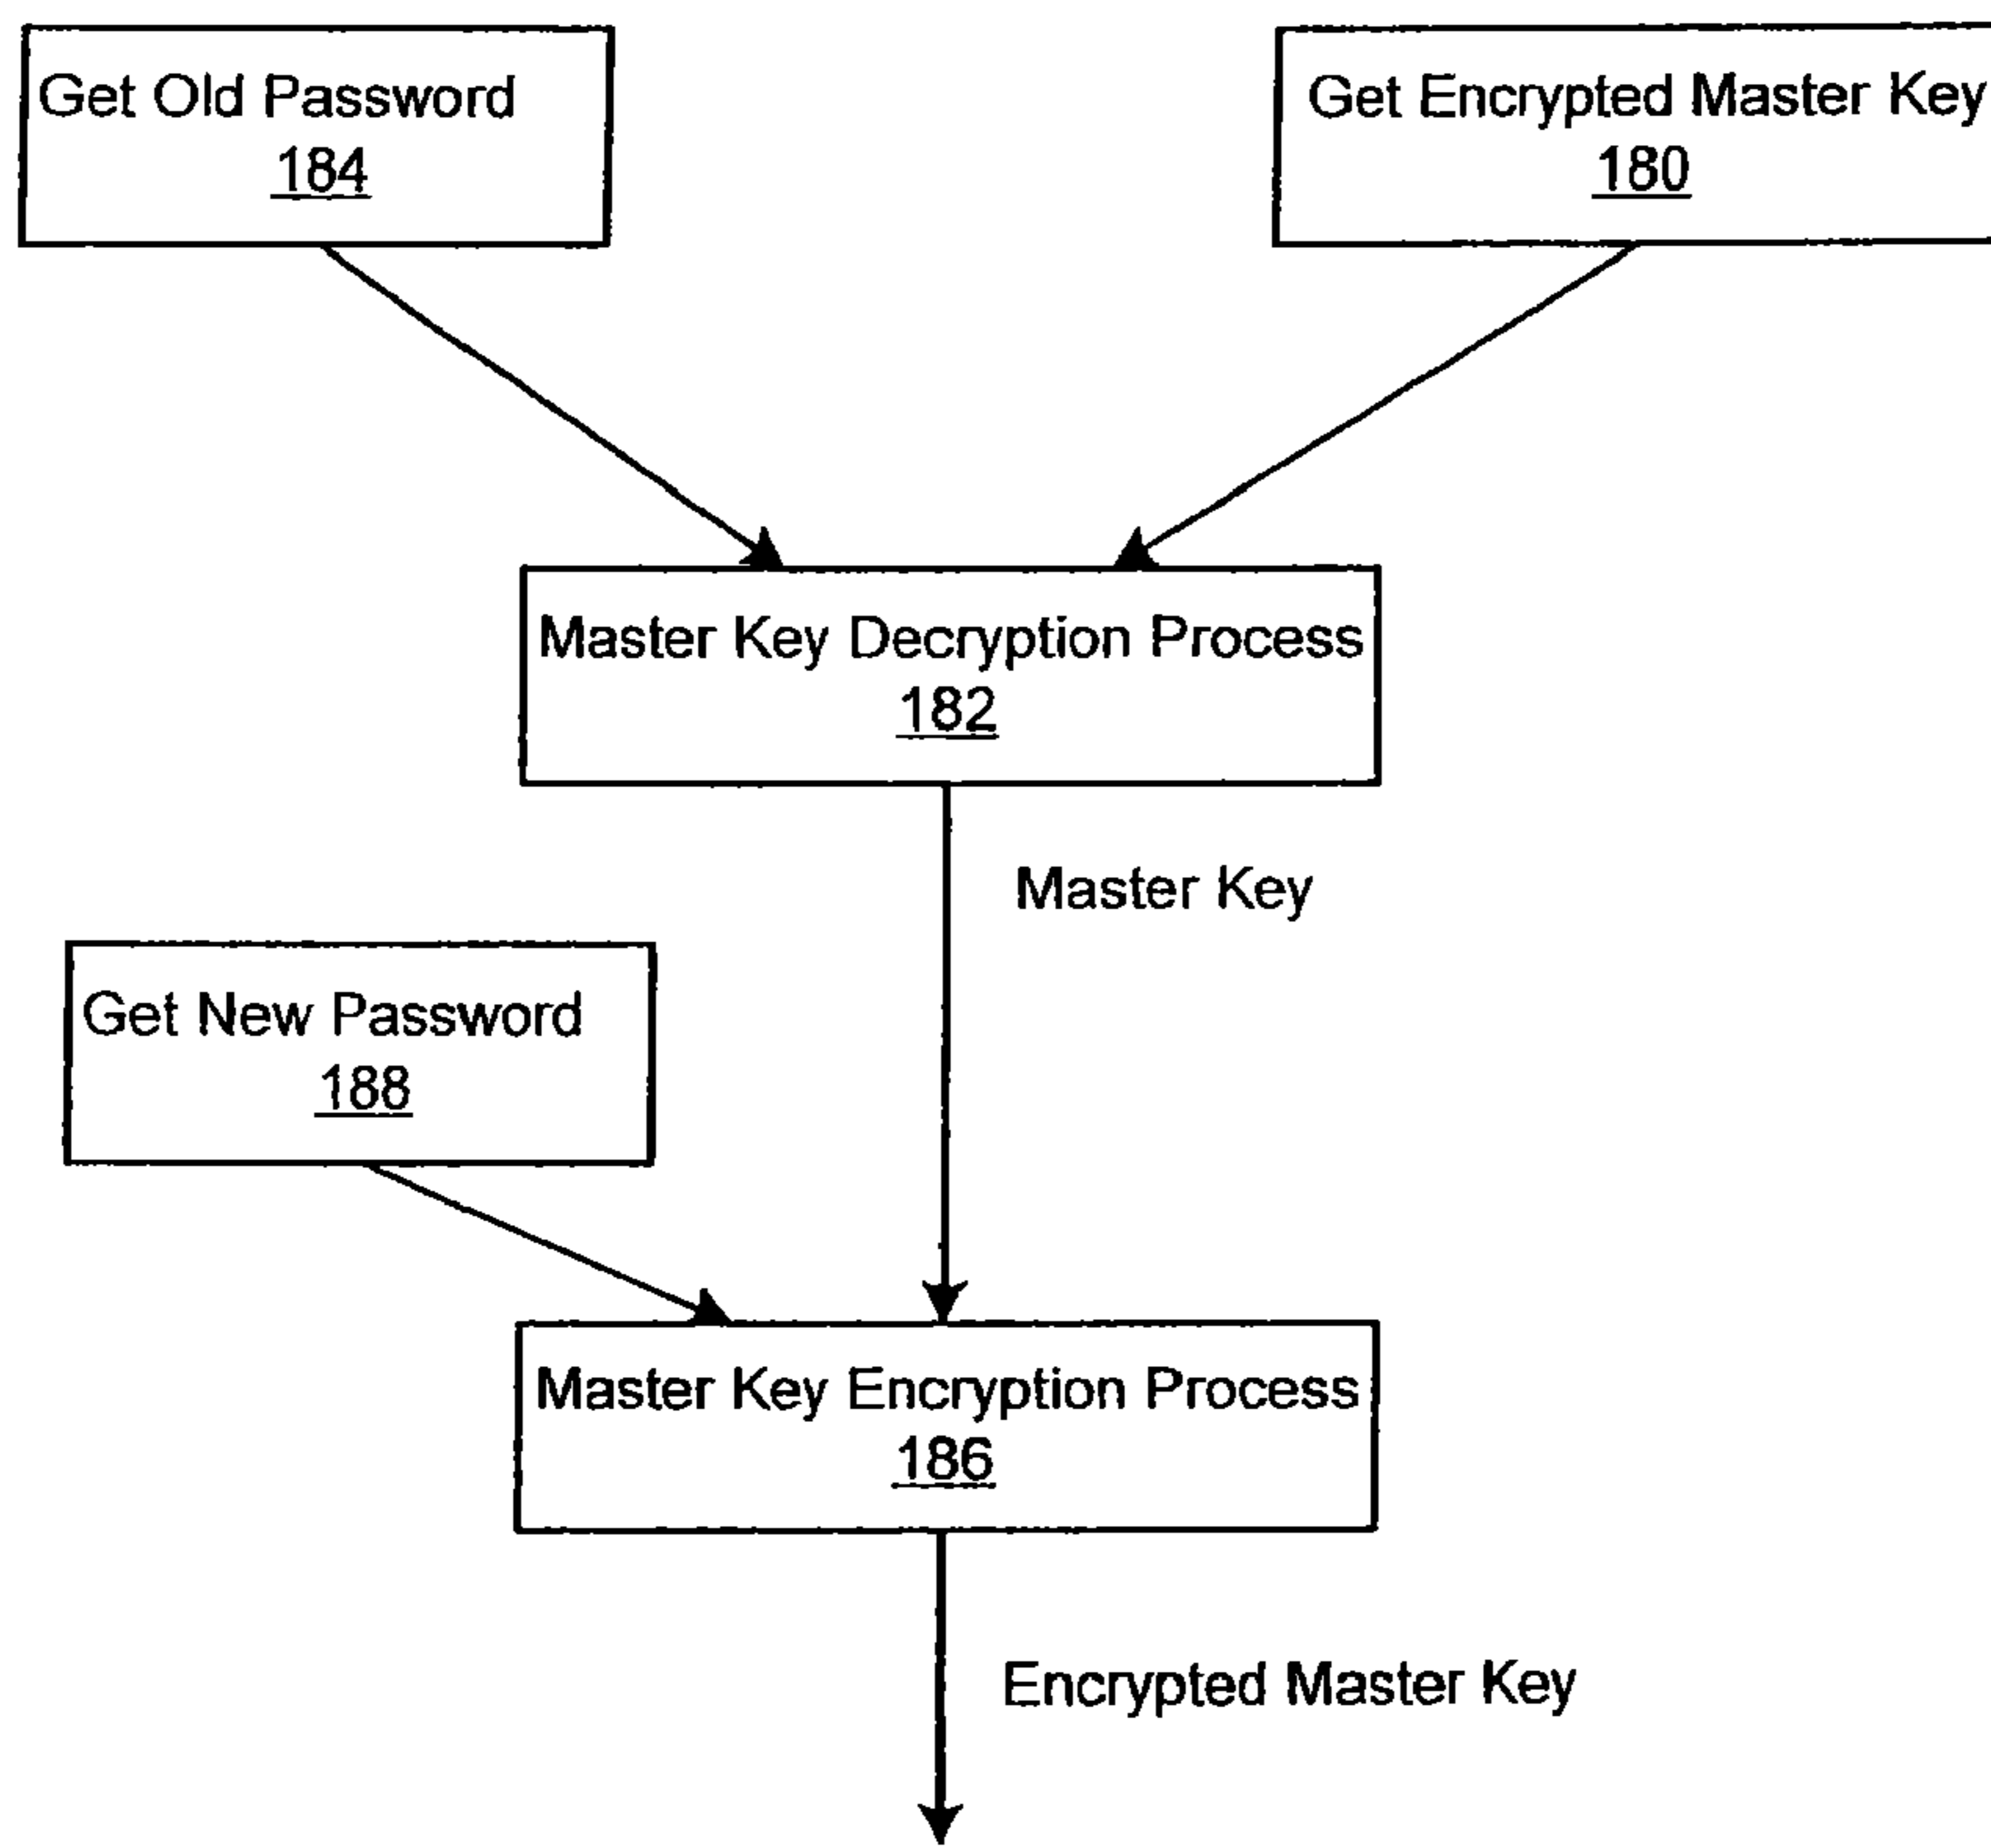 Get Old Password
184
Get Encrypted Master Key
180
Master Key Decryption Process
182
Master Key
Get New Password
188
Master Key Encryption Process
186
Encrypted Master Key